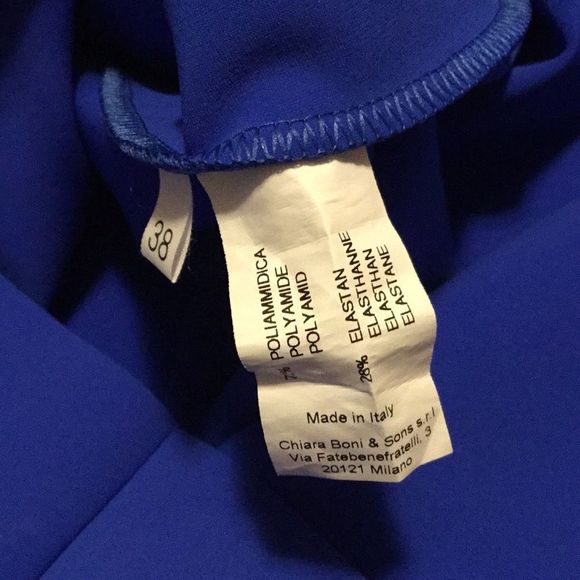 38
POLIAMMIDICA
POLYAMIDE
POLYAMID
28% ELASTAN
ELASTHANNE
ELASTHAN
ELASTANE
Made in Italy
Chiara Boni & Sons s.r.l
Via Fatebenefratelli, 3
20121 Milano